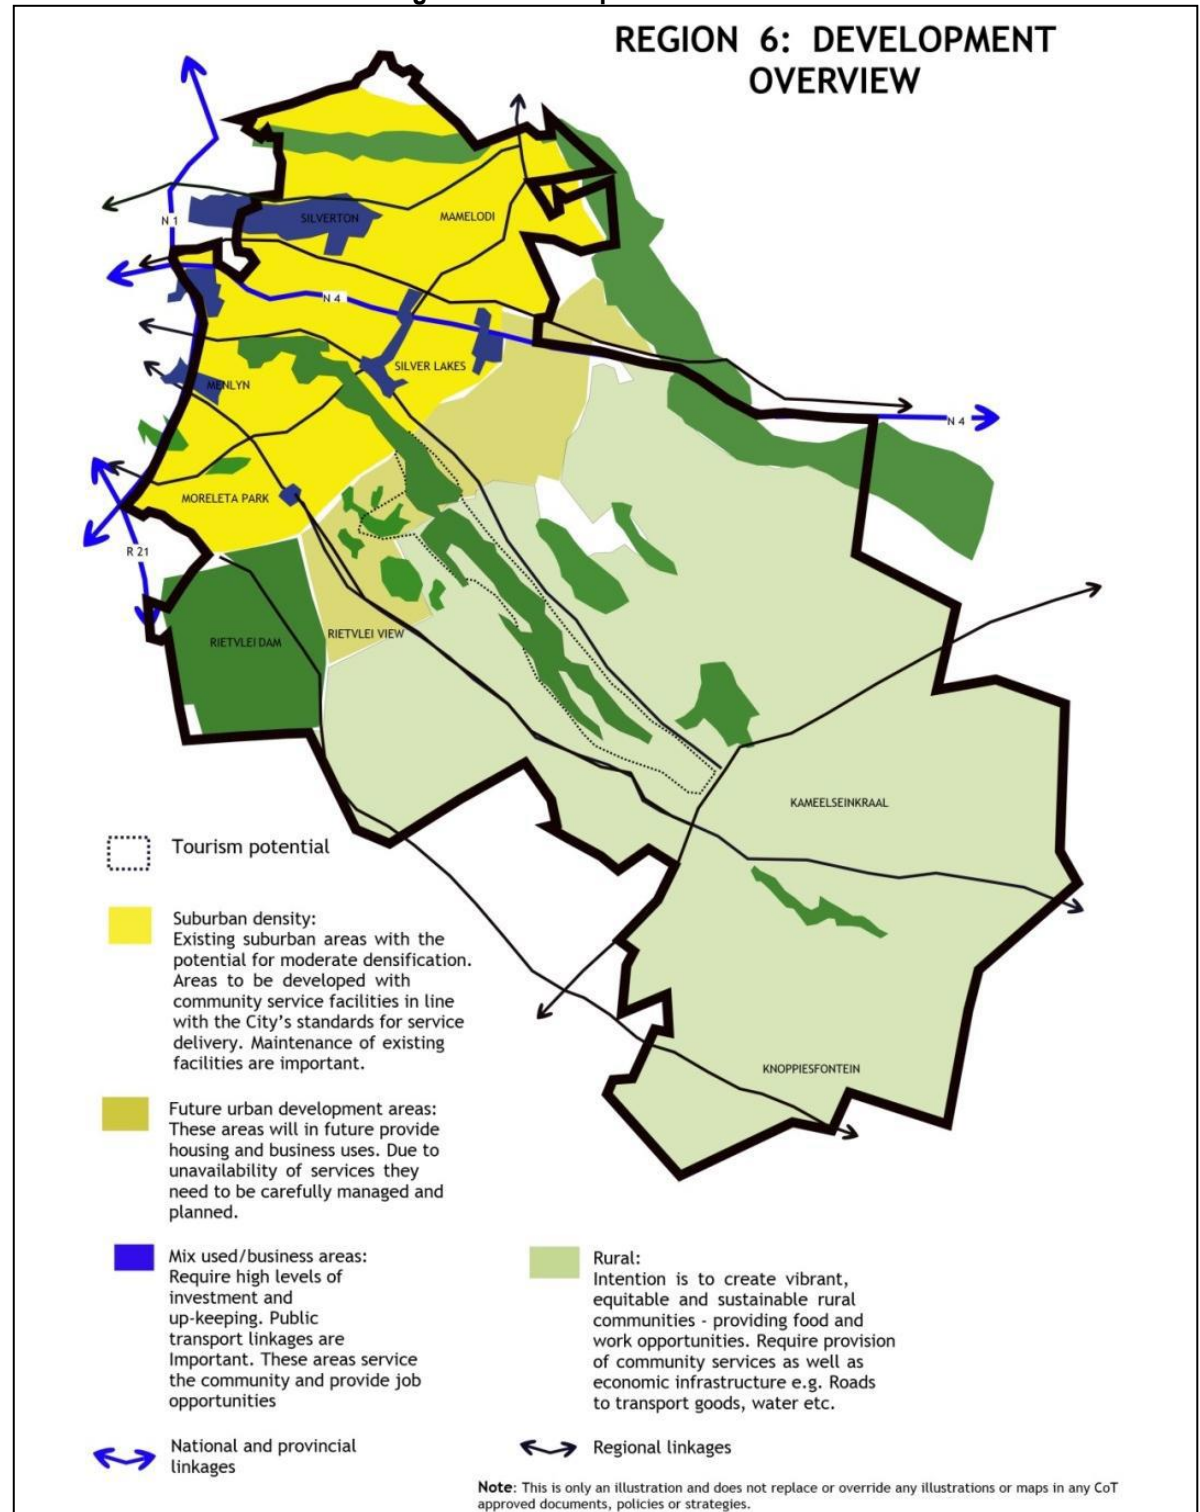 REGION 6: DEVELOPMENT
OVERVIEW
N 1
SILVERTON
MAMELODI
N 4
SILVER LAKES
MENLYN
N 4
MORELETA PARK
R 21
RIETVLEI DAM
RIETVLEI VIEW
KAMEELSEINKRAAL
KNOPPIESFONTEIN
Tourism potential
Suburban density:
Existing suburban areas with the
potential for moderate densification.
Areas to be developed with
community service facilities in line
with the City's standards for service
delivery. Maintenance of existing
facilities are important.
Future urban development areas:
These areas will in future provide
housing and business uses. Due to
unavailability of services they
need to be carefully managed and
planned.
Mix used/business areas:
Require high levels of
investment and
up-keeping. Public
transport linkages are
Important. These areas service
the community and provide job
opportunities
National and provincial
linkages
Rural:
Intention is to create vibrant,
equitable and sustainable rural
communities - providing food and
work opportunities. Require provision
of community services as well as
economic infrastructure e.g. Roads
to transport goods, water etc.
Regional linkages
Note: This is only an illustration and does not replace or override any illustrations or maps in any CoT
approved documents, policies or strategies.